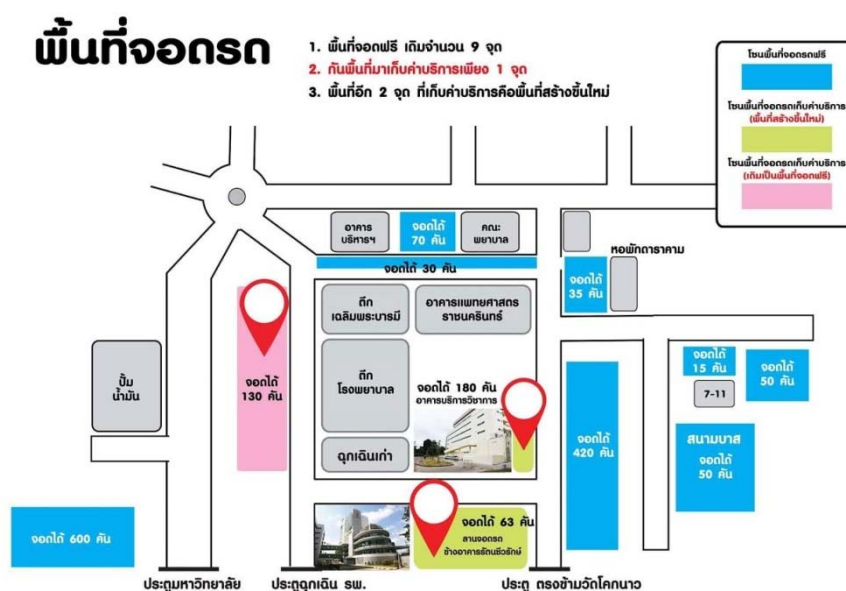 พื้นที่จอดรถ
1. พื้นที่จอดฟรี เดิมจำนวน 9 จุด
2. กันพื้นที่มาเก็บค่าบริการเพียง 1 จุด
3. พื้นที่อีก 2 จุด ที่เก็บค่าบริการคือพื้นที่สร้างขึ้นใหม่
โซนพื้นที่จอดรถฟรี
โซนพื้นที่จอดรถเก็บค่าบริการ
(พื้นที่สร้างขึ้นใหม่)
โซนพื้นที่จอดรถเก็บค่าบริการ
(เดิมเป็นพื้นที่จอดฟรี)
อาคาร
บริหารฯ
จอดได้
70 คัน
คณะ
พยาบาล
จอดได้ 30 คัน
หอพักดาราคาม
จอดได้
35 คัน
ตึก
เฉลิมพระบารมี
อาคารแพทยศาสตร
ราชนครินทร์
ปั้ม
น้ำมัน
จอดได้
130 คัน
ตึก
โรงพยาบาล
จอดได้ 180 คัน
อาคารบริการวิชาการ
ฉุกเฉินเก่า
จอดได้
420 คัน
จอดได้
15 คัน
7-11
จอดได้
50 คัน
สนามบาส
จอดได้
50 คัน
จอดได้ 600 คัน
จอดได้ 63 คัน
ลานจอดรถ
ข้างอาคารรัตนชีวรักษ์
ประตูมหาวิทยาลัย
ประตูฉุกเฉิน รพ.
ประตู ตรงข้ามวัดโคกนาว